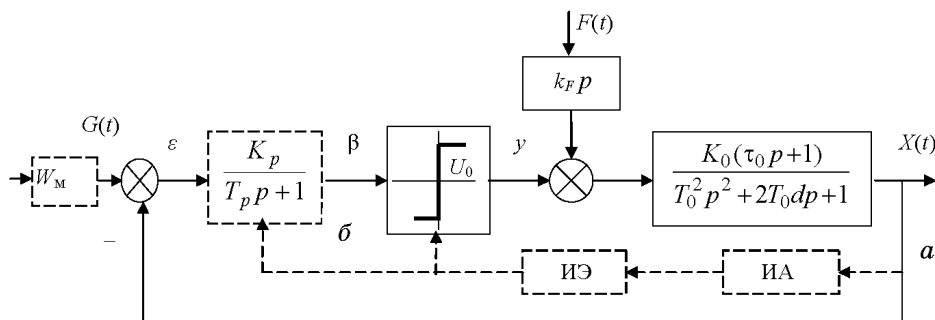 F(t)
k_F p
G(t)
ε
β
y
X(t)
W_м
K_p
T_p p + 1
U_0
K_0(τ_0 p + 1)
T_0^2 p^2 + 2T_0 dp + 1
–
б
ИЭ
ИА
а